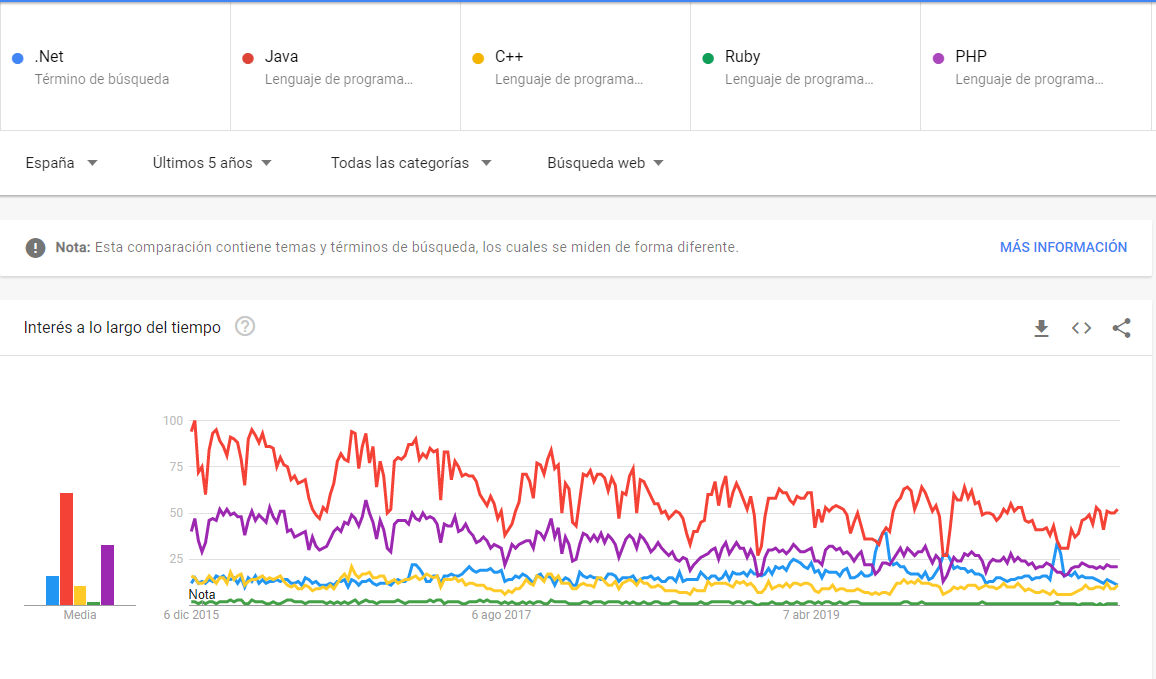 .Net
Término de búsqueda
Java
Lenguaje de programa...
C++
Lenguaje de programa...
Ruby
Lenguaje de programa...
PHP
Lenguaje de programa...
España Últimos 5 años Todas las categorías Búsqueda web
Nota: Esta comparación contiene temas y términos de búsqueda, los cuales se miden de forma diferente. MÁS INFORMACIÓN
Interés a lo largo del tiempo ?
100
75
50
25
Nota
Media 6 dic 2015 6 ago 2017 7 abr 2019